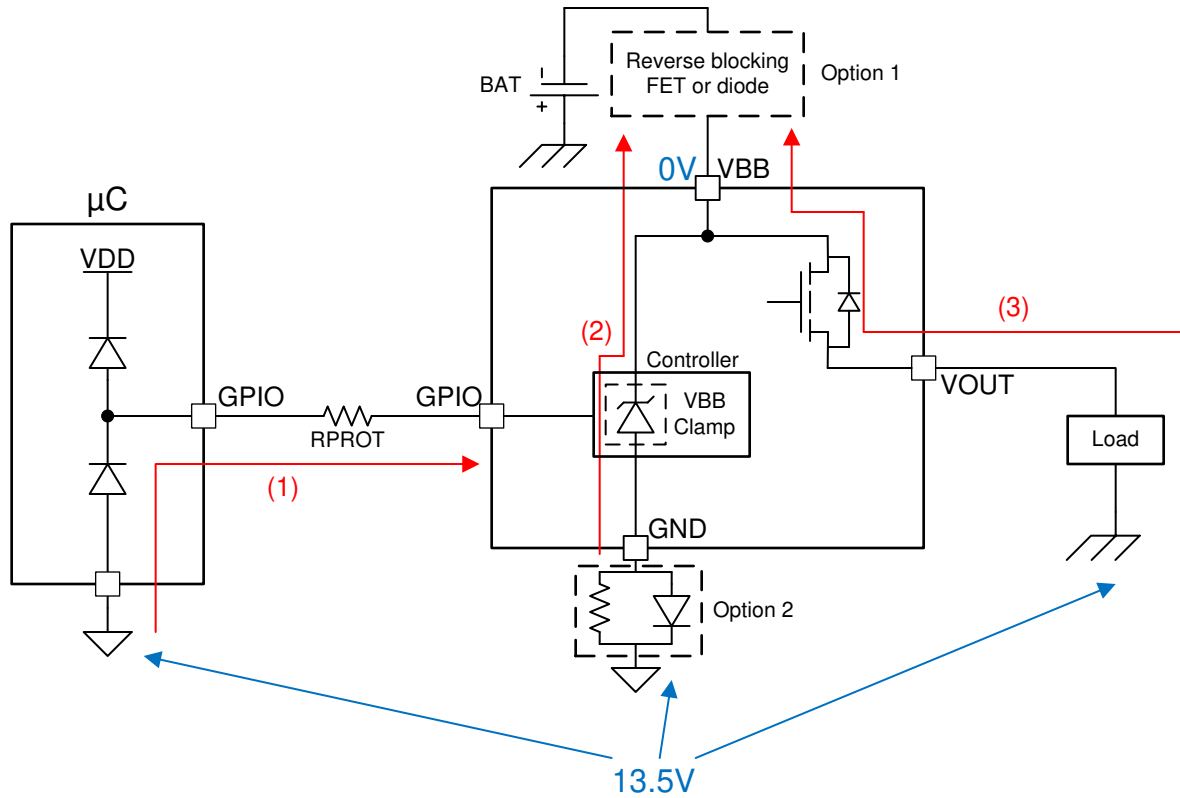 Reverse blocking
FET or diode
Option 1
BAT
-
+
0V
VBB
µC
VDD
(2)
(3)
Controller
VBB
Clamp
GPIO
GPIO
RPROT
VOUT
(1)
Load
GND
Option 2
13.5V